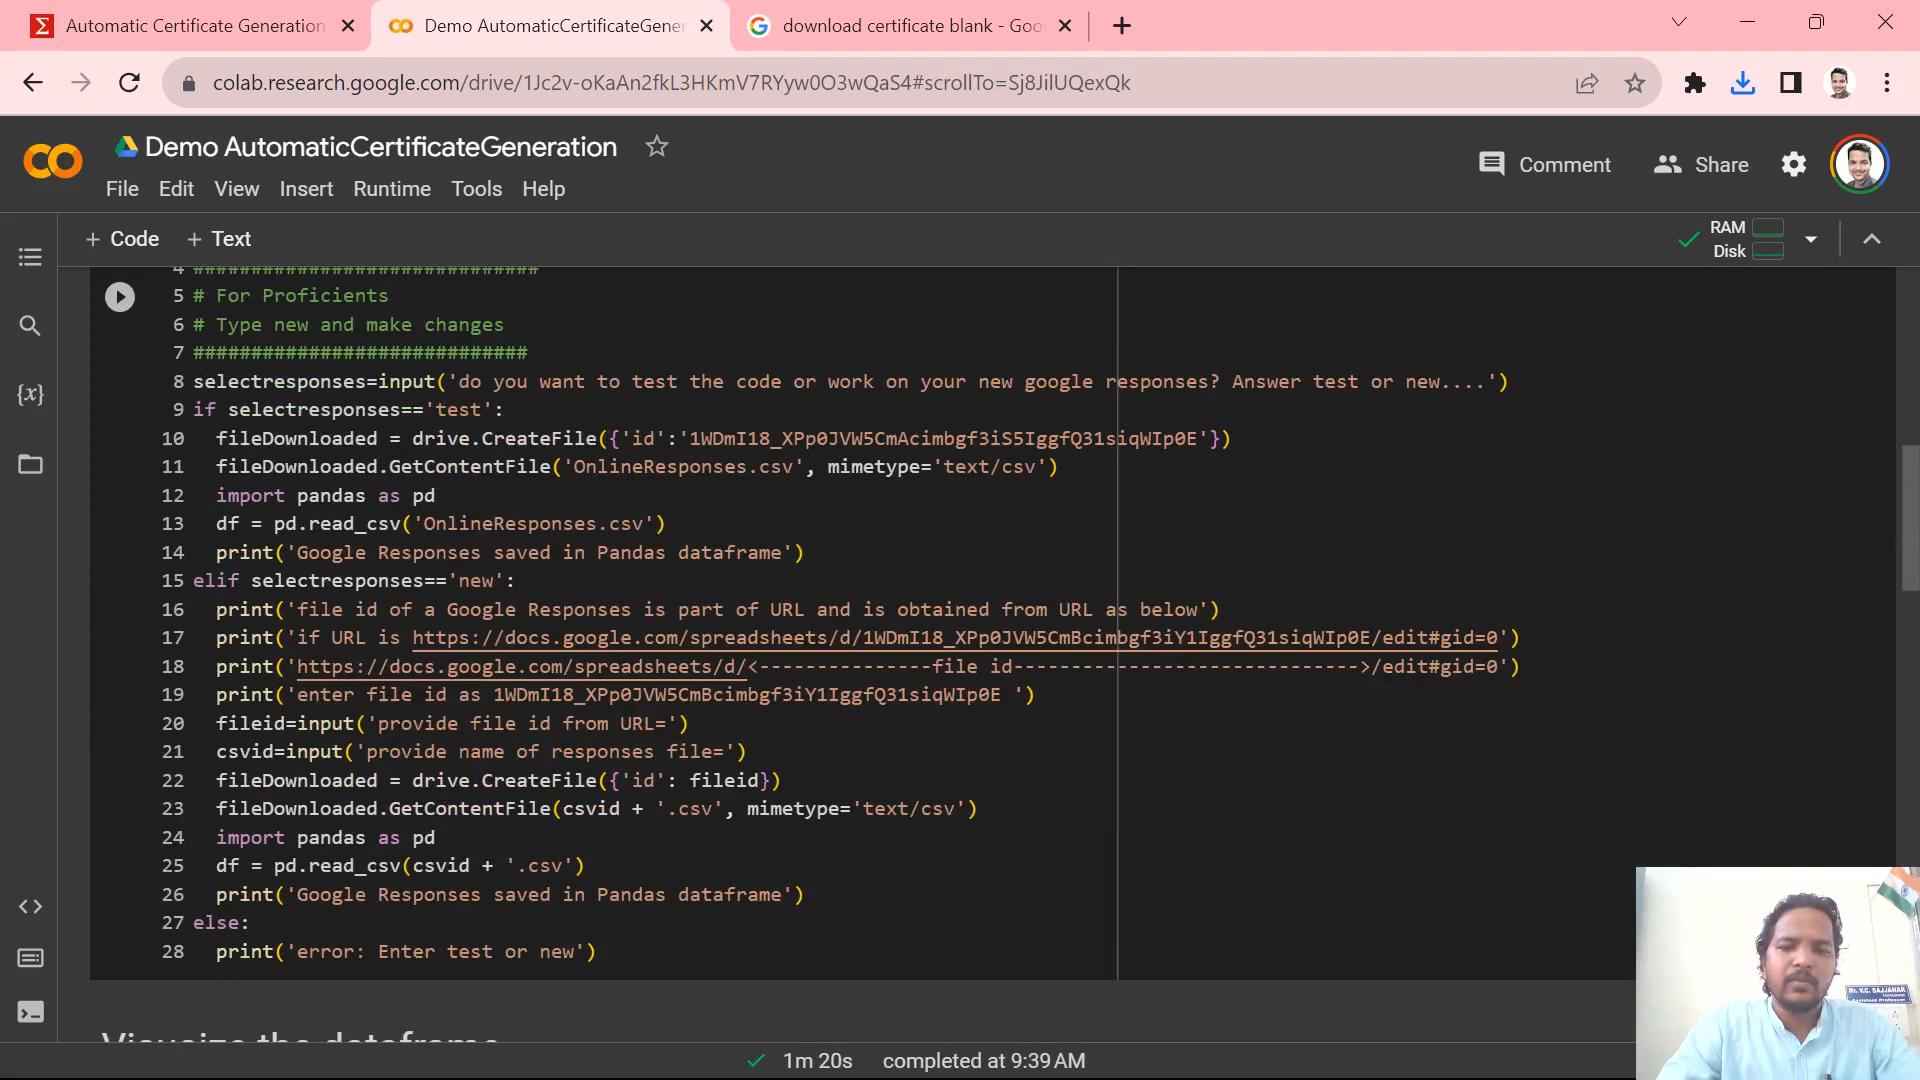 Automatic Certificate Generation
Demo AutomaticCertificateGener
download certificate blank - Goo
colab.research.google.com/drive/1Jc2v-oKaAn2fkL3HKmV7RYyw0O3wQaS4#scrollTo=Sj8JilUQexQk
CO
Demo AutomaticCertificateGeneration
Comment
Share
File Edit View Insert Runtime Tools Help
+ Code + Text
RAM
Disk
4 ##############################
5 # For Proficients
6 # Type new and make changes
7 #############################
8 selectresponses=input('do you want to test the code or work on your new google responses? Answer test or new....')
9 if selectresponses=='test':
10 fileDownloaded = drive.CreateFile({'id':'1WDmI18_XPp0JVW5CmAcimbgf3iS5IggfQ31siqWIp0E'})
11 fileDownloaded.GetContentFile('OnlineResponses.csv', mimetype='text/csv')
12 import pandas as pd
13 df = pd.read_csv('OnlineResponses.csv')
14 print('Google Responses saved in Pandas dataframe')
15 elif selectresponses=='new':
16 print('file id of a Google Responses is part of URL and is obtained from URL as below')
17 print('if URL is https://docs.google.com/spreadsheets/d/1WDmI18_XPp0JVW5CmBcimbgf3iY1IggfQ31siqWIp0E/edit#gid=0')
18 print('https://docs.google.com/spreadsheets/d/<---------------file id------------------------------>/edit#gid=0')
19 print('enter file id as 1WDmI18_XPp0JVW5CmBcimbgf3iY1IggfQ31siqWIp0E ')
20 fileid=input('provide file id from URL=')
21 csvid=input('provide name of responses file=')
22 fileDownloaded = drive.CreateFile({'id': fileid})
23 fileDownloaded.GetContentFile(csvid + '.csv', mimetype='text/csv')
24 import pandas as pd
25 df = pd.read_csv(csvid + '.csv')
26 print('Google Responses saved in Pandas dataframe')
27 else:
28 print('error: Enter test or new')
Visualize the dataframe
1m 20s completed at 9:39 AM
Mr. V.C. SAJJANAR
Assistant Professor